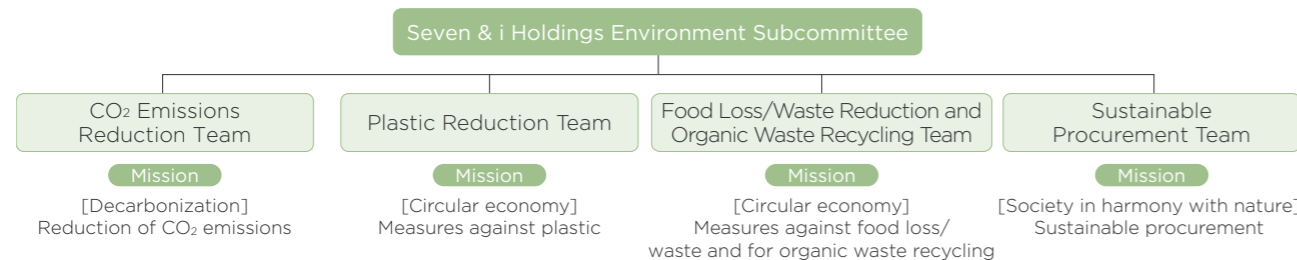 Seven & i Holdings Environment Subcommittee
CO₂ Emissions
Reduction Team
Mission
[Decarbonization]
Reduction of CO₂ emissions
Plastic Reduction Team
Mission
[Circular economy]
Measures against plastic
Food Loss/Waste Reduction and
Organic Waste Recycling Team
Mission
[Circular economy]
Measures against food loss/
waste and for organic waste recycling
Sustainable
Procurement Team
Mission
[Society in harmony with nature]
Sustainable procurement